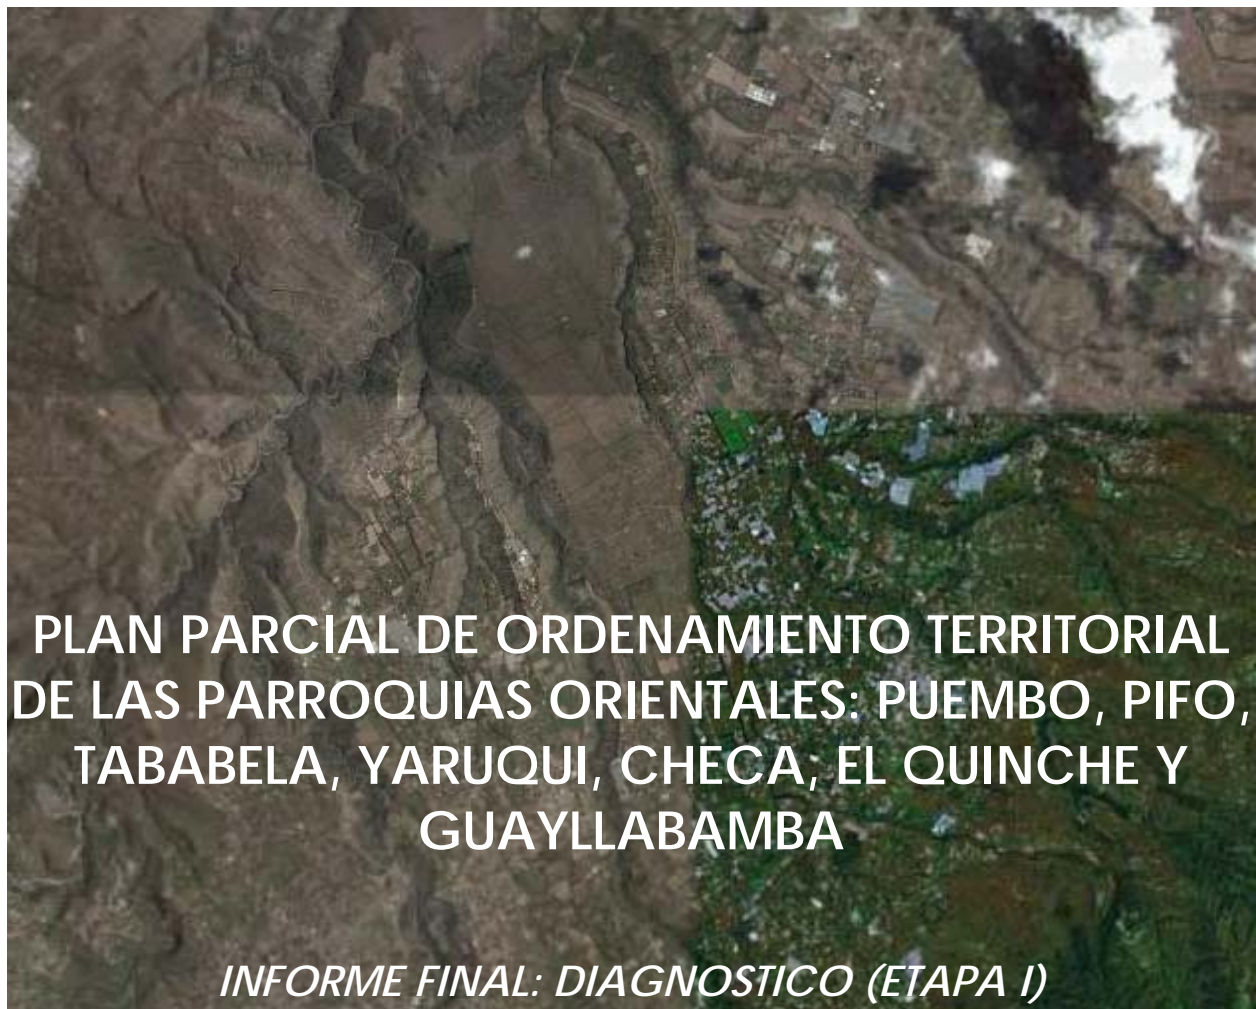 PLAN PARCIAL DE ORDENAMIENTO TERRITORIAL
DE LAS PARROQUIAS ORIENTALES: PUEMBO, PIFO,
TABABELA, YARUQUI, CHECA, EL QUINCHE Y
GUAYLLABAMBA
INFORME FINAL: DIAGNOSTICO (ETAPA I)